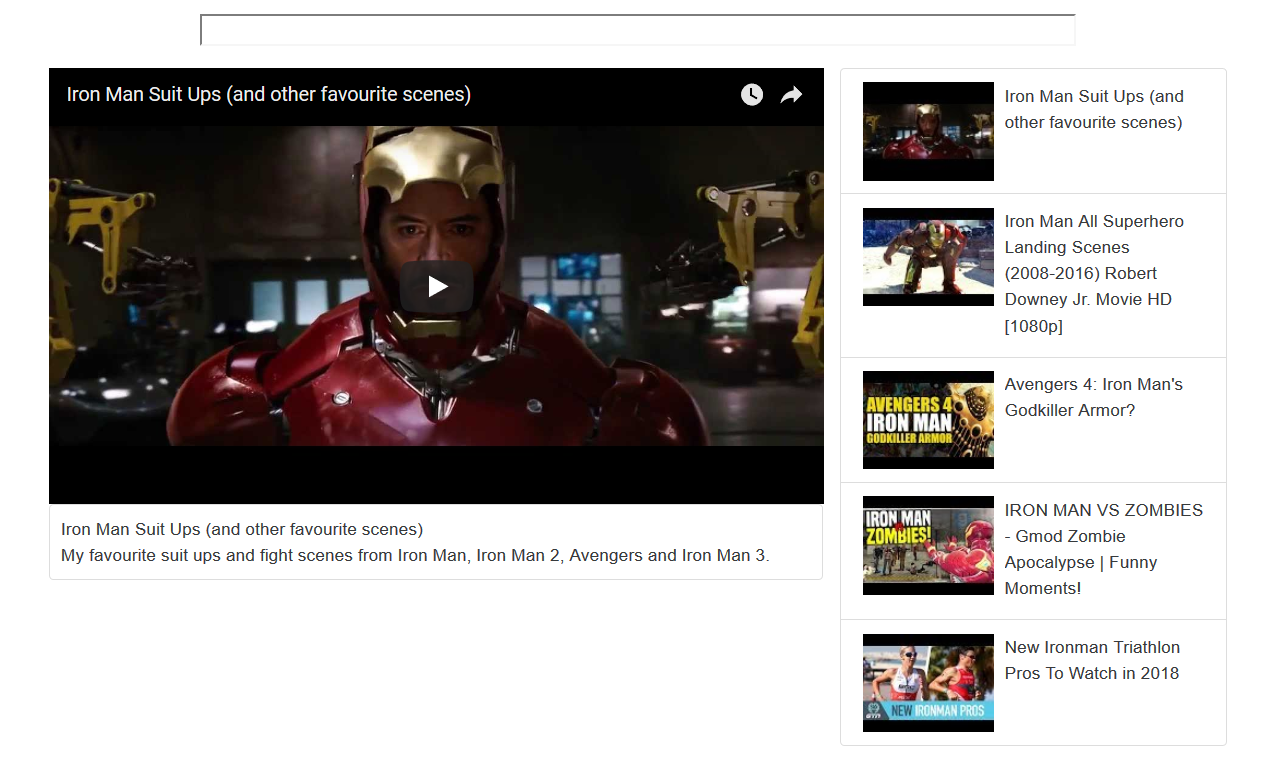 Iron Man Suit Ups (and other favourite scenes)
Iron Man Suit Ups (and other favourite scenes)
My favourite suit ups and fight scenes from Iron Man, Iron Man 2, Avengers and Iron Man 3.
Iron Man Suit Ups (and
other favourite scenes)
Iron Man All Superhero
Landing Scenes
(2008-2016) Robert
Downey Jr. Movie HD
[1080p]
AVENGERS 4
IRON MAN
GODKILLER ARMOR
Avengers 4: Iron Man's
Godkiller Armor?
IRON MAN
ZOMBIES!
IRON MAN VS ZOMBIES
- Gmod Zombie
Apocalypse | Funny
Moments!
GTN
NEW IRONMAN PROS
New Ironman Triathlon
Pros To Watch in 2018